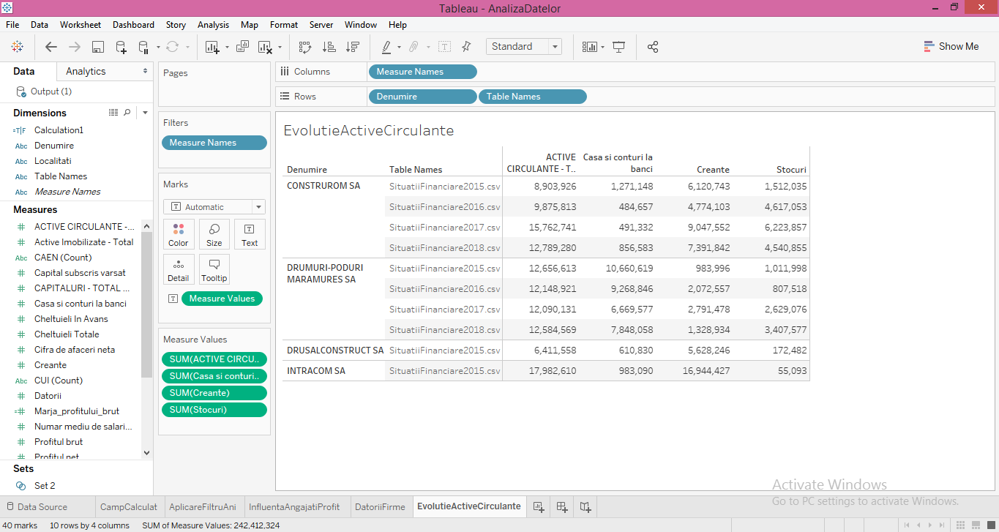 Tableau - AnalizaDatelor
File Data Worksheet Dashboard Story Analysis Map Format Server Window Help
Standard
Show Me
Data Analytics
Output (1)
Dimensions
=T|F Calculation1
Abc Denumire
Abc Localitati
Abc Table Names
Abc Measure Names
Measures
# ACTIVE CIRCULANTE -...
# Active Imobilizate - Total
Abc CAEN (Count)
# Capital subscris varsat
# CAPITALURI - TOTAL ...
# Casa si conturi la banci
# Cheltuieli In Avans
# Cheltuieli Totale
# Cifra de afaceri neta
# Creante
Abc CUI (Count)
# Datorii
=# Marja_profitului_brut
# Numar mediu de salari...
# Profitul brut
# Profitul net
Sets
Set 2
Pages
Filters
Measure Names
Marks
T Automatic
Color Size Text
Detail Tooltip
T Measure Values
Measure Values
SUM(ACTIVE CIRCU..
SUM(Casa si conturi..
SUM(Creante)
SUM(Stocuri)
Columns Measure Names
Rows Denumire Table Names
EvolutieActiveCirculante
ACTIVE Casa si conturi la
Denumire Table Names CIRCULANTE - T.. banci Creante Stocuri
CONSTRUROM SA SituatiiFinanciare2015.csv 8,903,926 1,271,148 6,120,743 1,512,035
SituatiiFinanciare2016.csv 9,875,813 484,657 4,774,103 4,617,053
SituatiiFinanciare2017.csv 15,762,741 491,332 9,047,552 6,223,857
SituatiiFinanciare2018.csv 12,789,280 856,583 7,391,842 4,540,855
DRUMURI-PODURI SituatiiFinanciare2015.csv 12,656,613 10,660,619 983,996 1,011,998
MARAMURES SA
SituatiiFinanciare2016.csv 12,148,921 9,268,846 2,072,557 807,518
SituatiiFinanciare2017.csv 12,090,131 6,669,577 2,791,478 2,629,076
SituatiiFinanciare2018.csv 12,584,569 7,848,058 1,328,934 3,407,577
DRUSALCONSTRUCT SA SituatiiFinanciare2015.csv 6,411,558 610,830 5,628,246 172,482
INTRACOM SA SituatiiFinanciare2015.csv 17,982,610 983,090 16,944,427 55,093
Activate Windows
Go to PC settings to activate Windows.
Data Source CampCalculat AplicareFiltruAni InfluentaAngajatiProfit DatoriiFirme EvolutieActiveCirculante
40 marks 10 rows by 4 columns SUM of Measure Values: 242,412,324